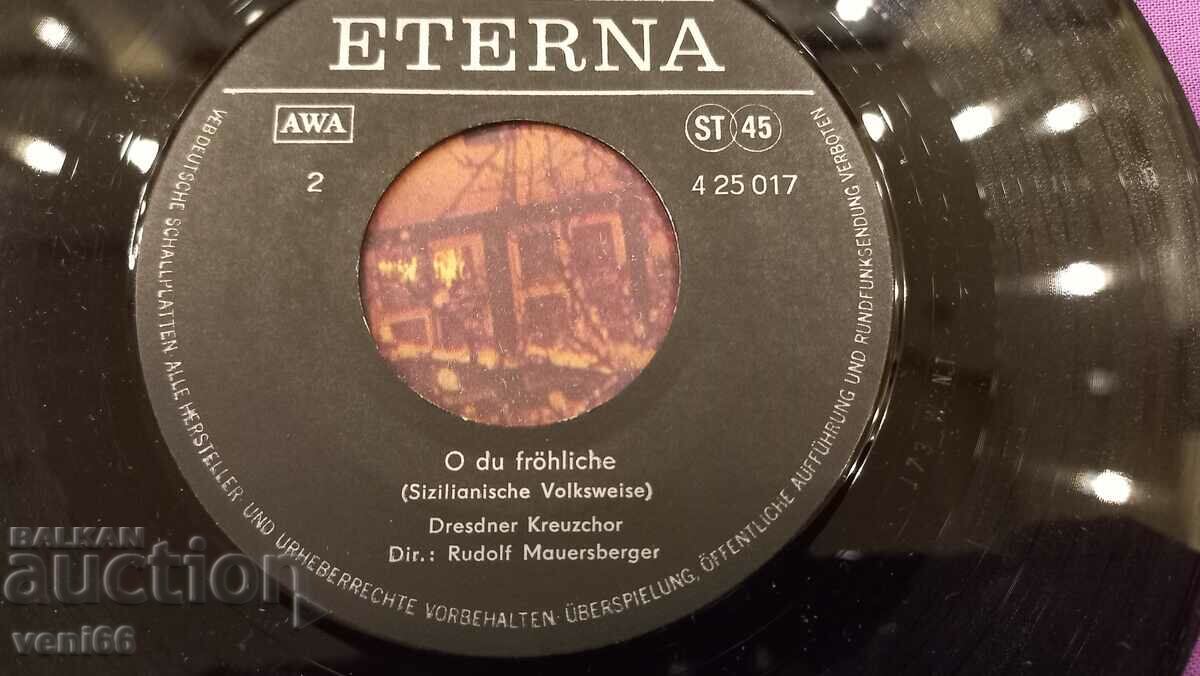 ETERNA
AWA
ST 45
2
4 25 017
O du fröhliche
(Sizilianische Volksweise)
Dresdner Kreuzchor
Dir.: Rudolf Mauersberger
VEB DEUTSCHE SCHALLPLATTEN · ALLE HERSTELLER- UND URHEBERRECHTE VORBEHALTEN · ÜBERSPIELUNG, ÖFFENTLICHE AUFFÜHRUNG UND RUNDFUNKSENDUNG VERBOTEN
BALKAN
auction
veni66